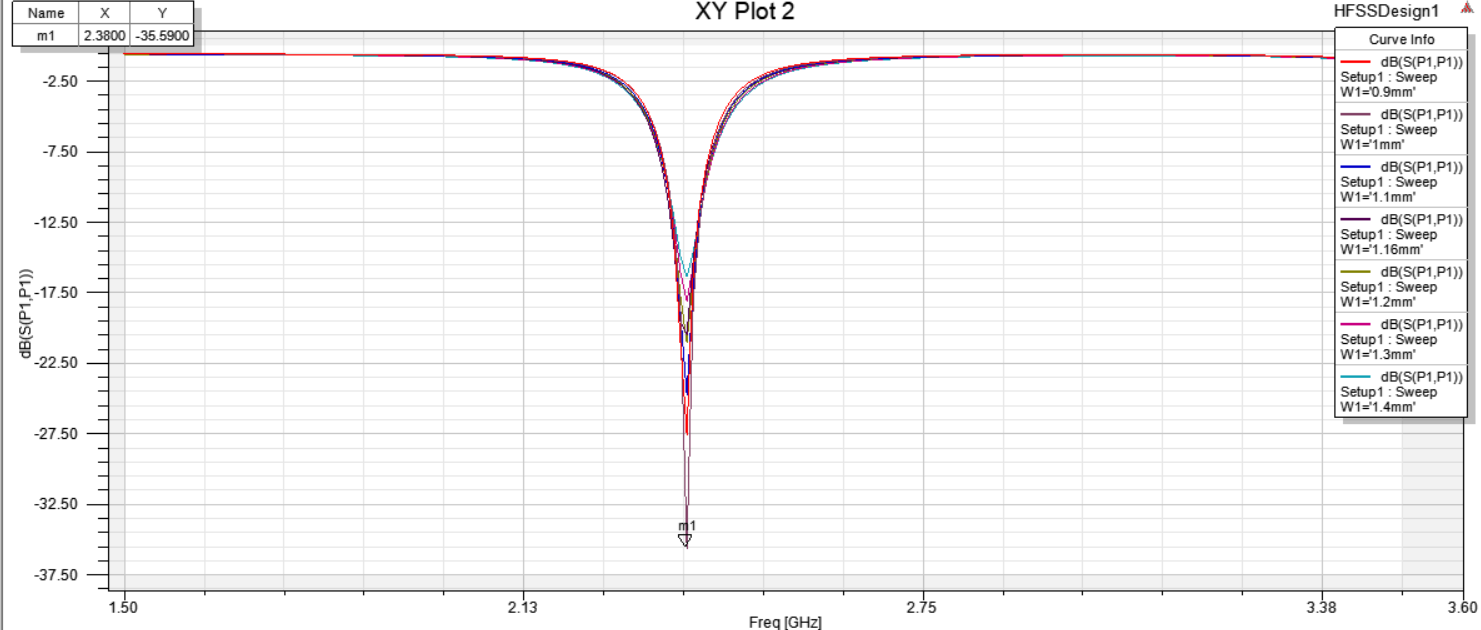 XY Plot 2
HFSSDesign1
Name X Y
m1 2.3800 -35.5900
Curve Info
dB(S(P1,P1))
Setup1 : Sweep
W1='0.9mm'
dB(S(P1,P1))
Setup1 : Sweep
W1='1mm'
dB(S(P1,P1))
Setup1 : Sweep
W1='1.1mm'
dB(S(P1,P1))
Setup1 : Sweep
W1='1.16mm'
dB(S(P1,P1))
Setup1 : Sweep
W1='1.2mm'
dB(S(P1,P1))
Setup1 : Sweep
W1='1.3mm'
dB(S(P1,P1))
Setup1 : Sweep
W1='1.4mm'
dB(S(P1,P1))
-2.50
-7.50
-12.50
-17.50
-22.50
-27.50
-32.50
-37.50
m1
1.50 2.13 2.75 3.38 3.60
Freq [GHz]